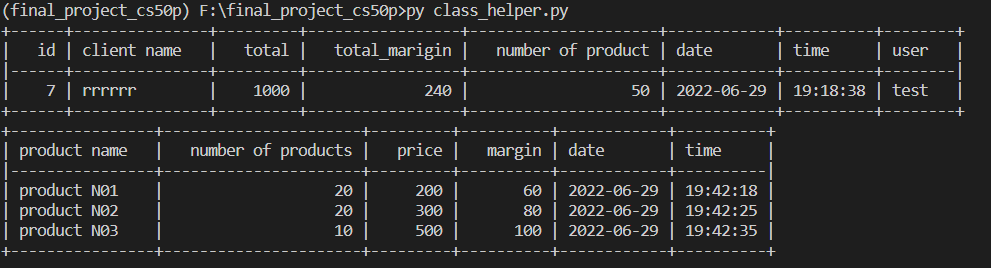 (final_project_cs50p) F:\final_project_cs50p>py class_helper.py
+------+---------------+---------+----------------+---------------------+------------+----------+--------+
|   id | client name   |   total |   total_marigin |   number of product | date       | time     | user   |
|------+---------------+---------+----------------+---------------------+------------+----------+--------|
|    7 | rrrrrr        |    1000 |            240 |                  50 | 2022-06-29 | 19:18:38 | test   |
+------+---------------+---------+----------------+---------------------+------------+----------+--------+
+----------------+----------------------+---------+----------+------------+----------+
| product name   |   number of products |   price |   margin | date       | time     |
|----------------+----------------------+---------+----------+------------+----------|
| product N01    |                   20 |     200 |       60 | 2022-06-29 | 19:42:18 |
| product N02    |                   20 |     300 |       80 | 2022-06-29 | 19:42:25 |
| product N03    |                   10 |     500 |      100 | 2022-06-29 | 19:42:35 |
+----------------+----------------------+---------+----------+------------+----------+